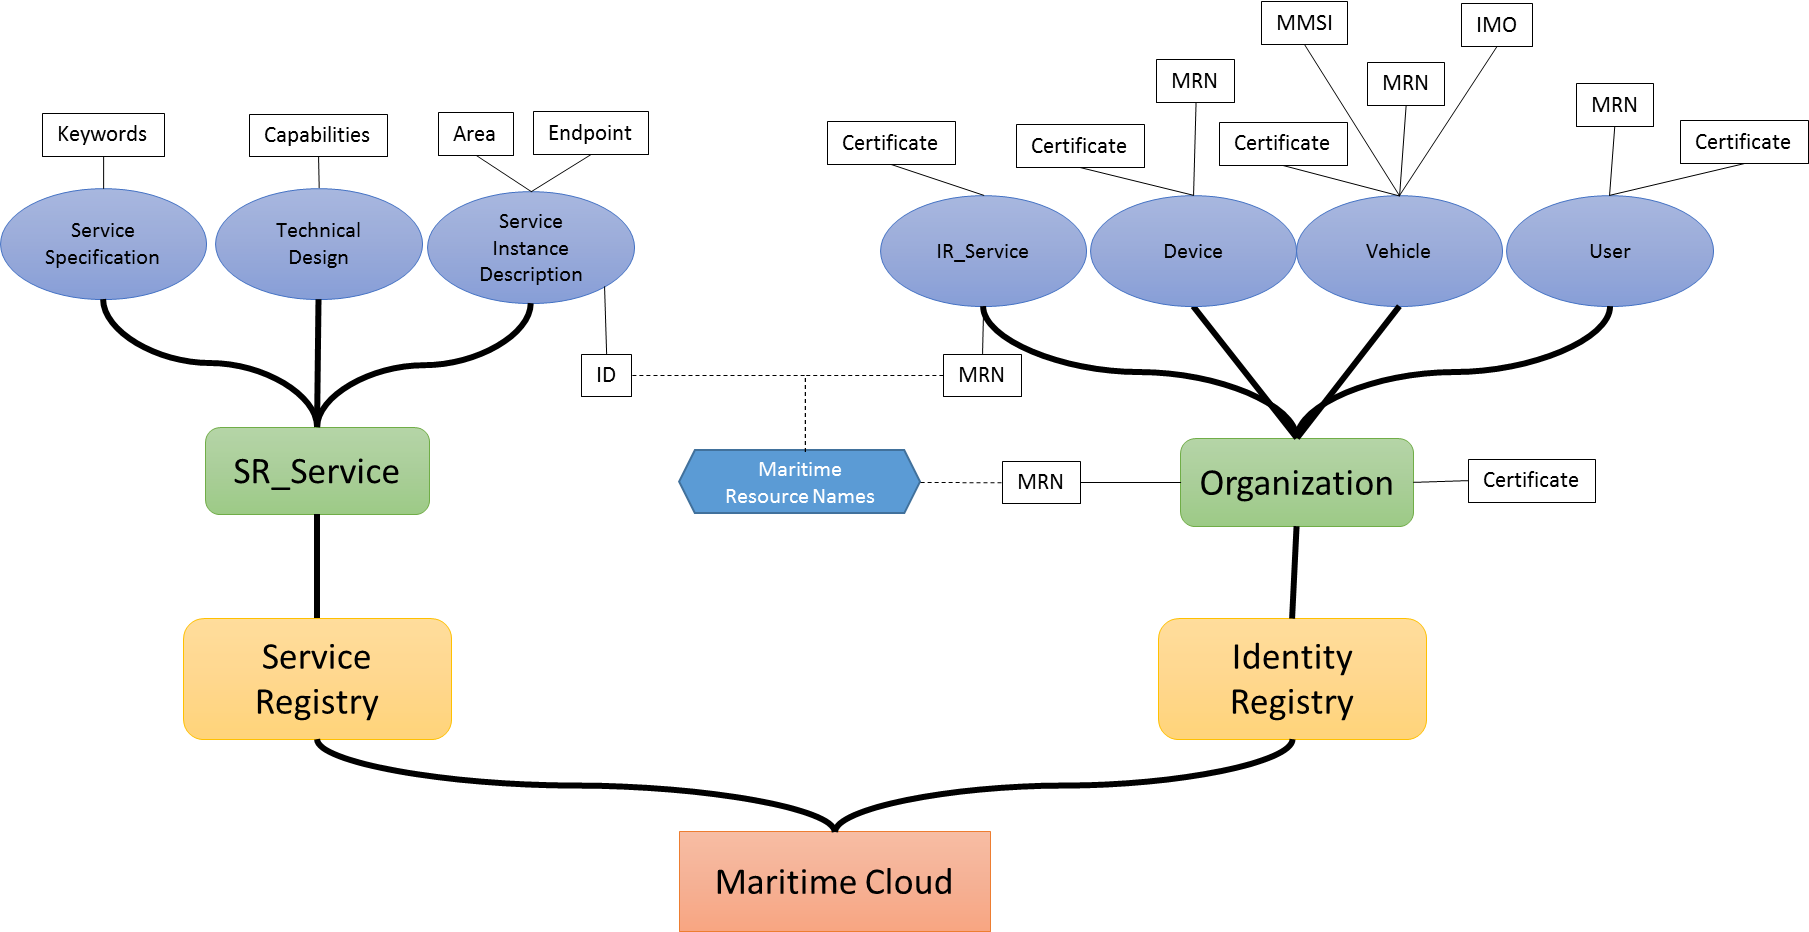 MMSI
IMO
MRN
MRN
MRN
Keywords
Capabilities
Area
Endpoint
Certificate
Certificate
Certificate
Certificate
Service
Specification
Technical
Design
Service
Instance
Description
IR_Service
Device
Vehicle
User
ID
MRN
SR_Service
Maritime
Resource Names
MRN
Organization
Certificate
Service
Registry
Identity
Registry
Maritime Cloud